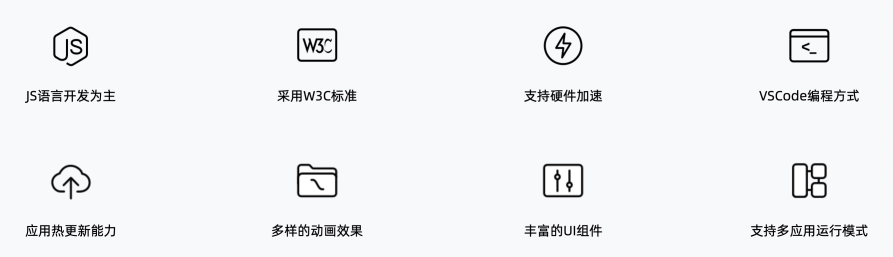 JS
W3C
<_
JS语言开发为主
采用W3C标准
支持硬件加速
VSCode编程方式
应用热更新能力
多样的动画效果
丰富的UI组件
支持多应用运行模式